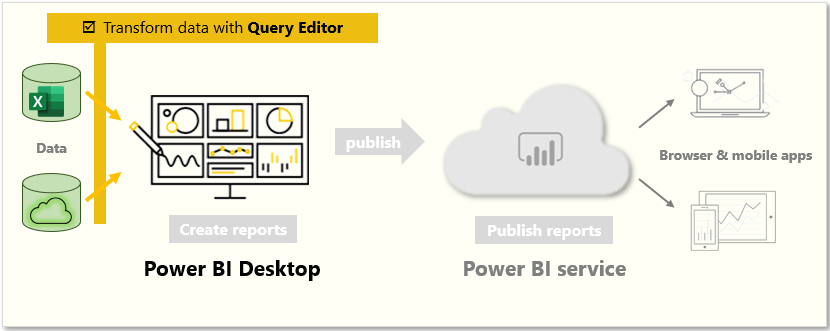 ☑ Transform data with Query Editor
X
Data
publish
Browser & mobile apps
Create reports
Publish reports
Power BI Desktop
Power BI service